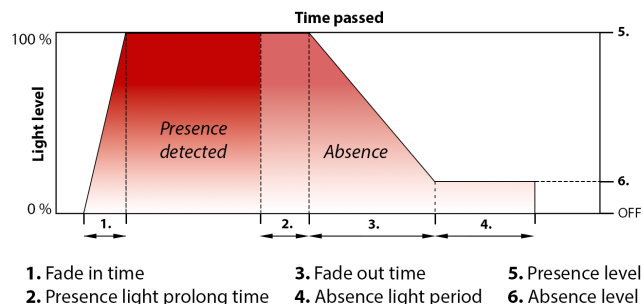 Time passed
100 %
5.
Light level
Presence
detected
Absence
6.
0 %
OFF
1.
2.
3.
4.
1. Fade in time
3. Fade out time
5. Presence level
2. Presence light prolong time
4. Absence light period
6. Absence level